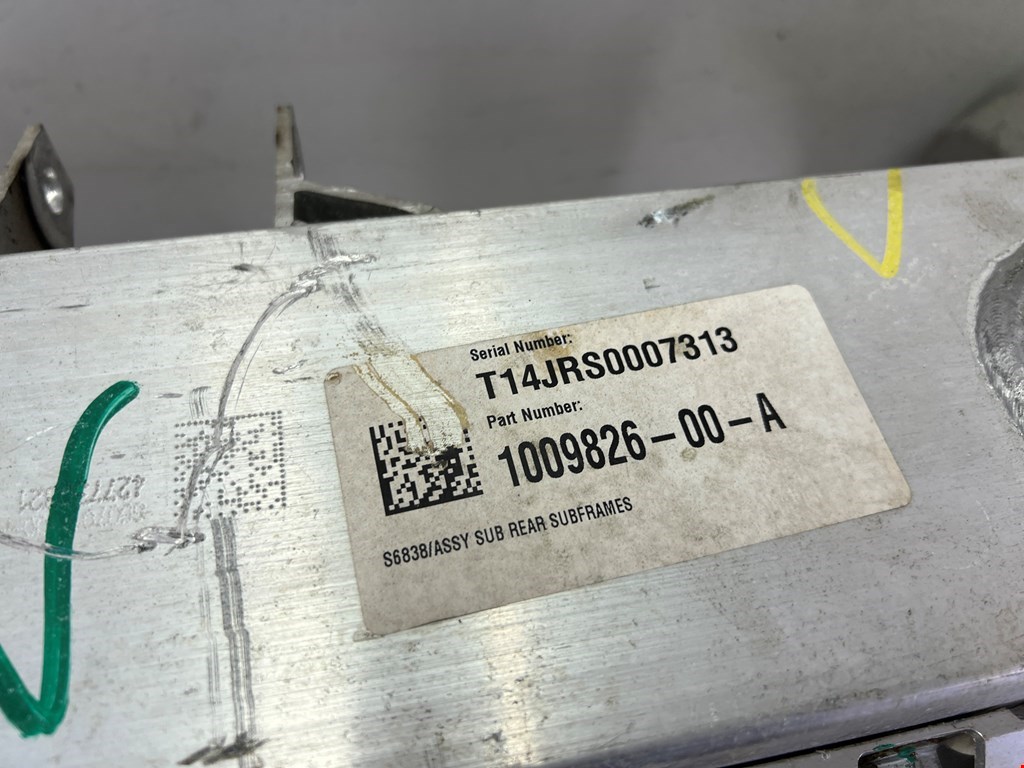 Serial Number:
T14JRS0007313
Part Number:
1009826-00-A
S6838/ASSY SUB REAR SUBFRAMES